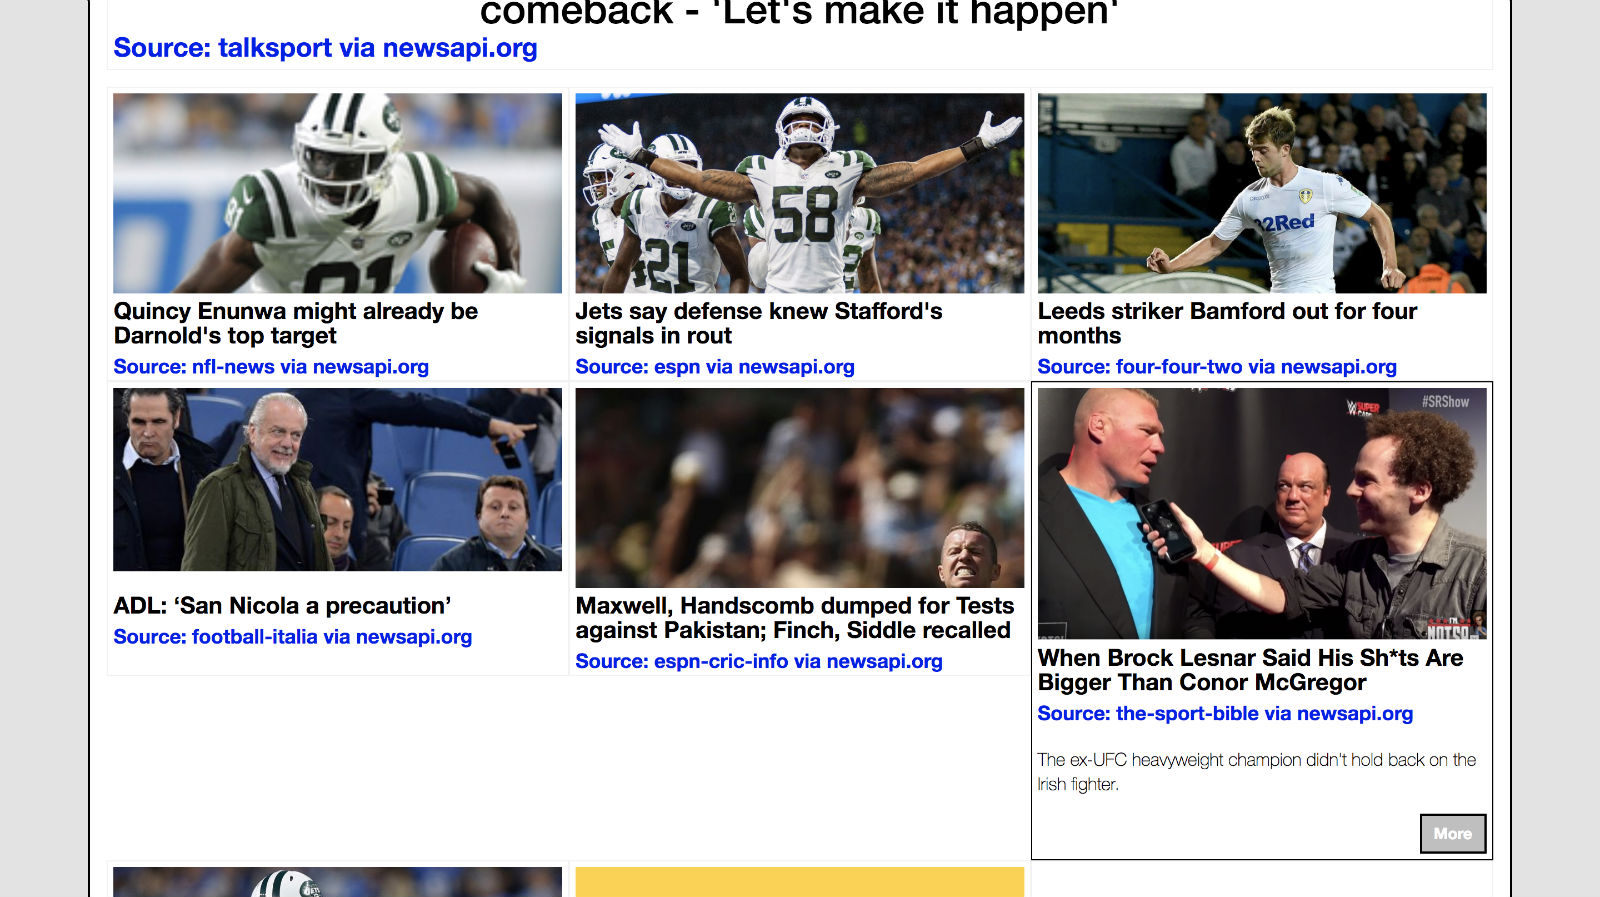 comeback - 'Let's make it happen'
Source: talksport via newsapi.org
58
21
22Red
Quincy Enunwa might already be
Darnold's top target
Source: nfl-news via newsapi.org
Jets say defense knew Stafford's
signals in rout
Source: espn via newsapi.org
Leeds striker Bamford out for four
months
Source: four-four-two via newsapi.org
#SRShow
SUPER
ADL: ‘San Nicola a precaution’
Source: football-italia via newsapi.org
Maxwell, Handscomb dumped for Tests
against Pakistan; Finch, Siddle recalled
Source: espn-cric-info via newsapi.org
When Brock Lesnar Said His Sh*ts Are
Bigger Than Conor McGregor
Source: the-sport-bible via newsapi.org
The ex-UFC heavyweight champion didn't hold back on the
Irish fighter.
More